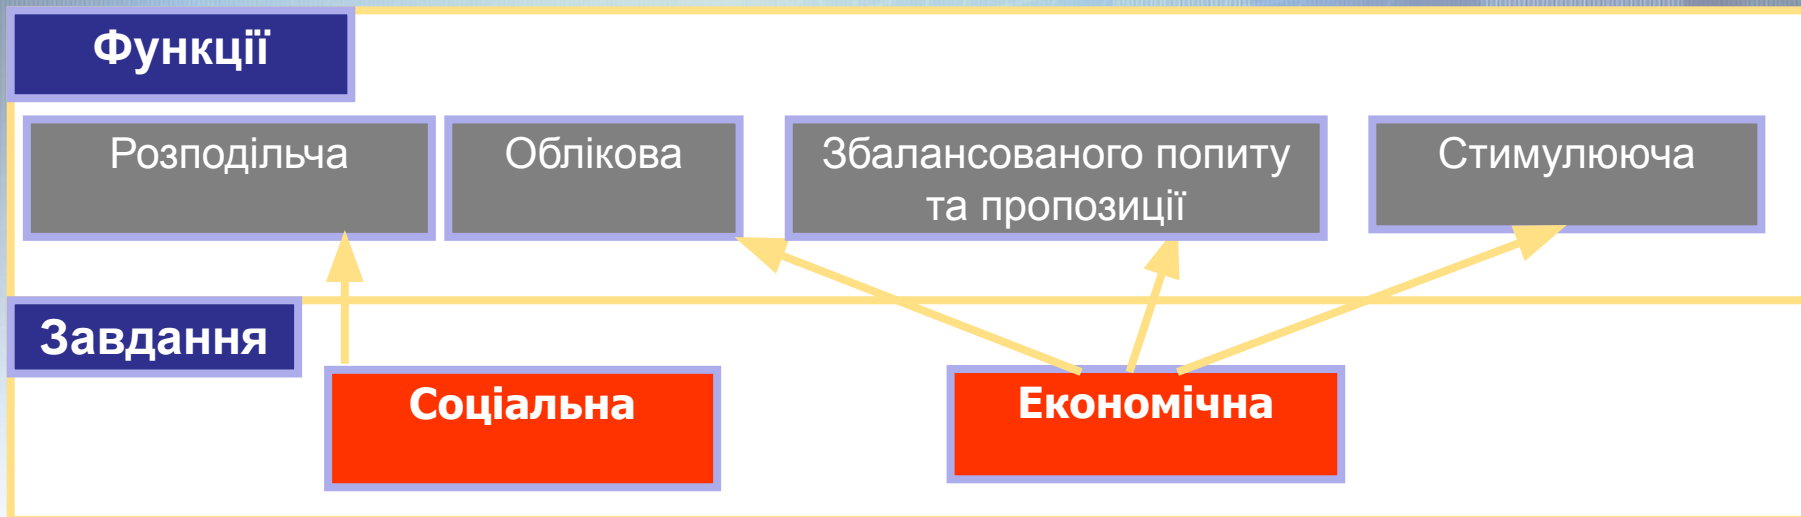 Функції
Розподільча
Облікова
Збалансованого попиту
та пропозиції
Стимулююча
Завдання
Соціальна
Економічна